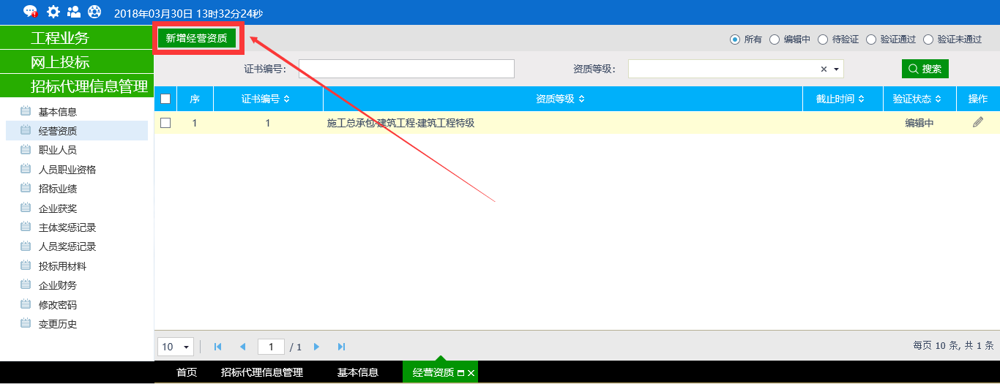 2018年03月30日 13时32分24秒
工程业务
网上投标
招标代理信息管理
基本信息
经营资质
职业人员
人员职业资格
招标业绩
企业获奖
主体奖惩记录
人员奖惩记录
投标用材料
企业财务
修改密码
变更历史
新增经营资质
所有 编辑中 待验证 验证通过 验证未通过
证书编号： 资质等级： 搜索
序 证书编号 资质等级 截止时间 验证状态 操作
1 1 施工总承包·建筑工程·建筑工程特级 编辑中
10 1 / 1 每页 10 条, 共 1 条
首页 招标代理信息管理 基本信息 经营资质